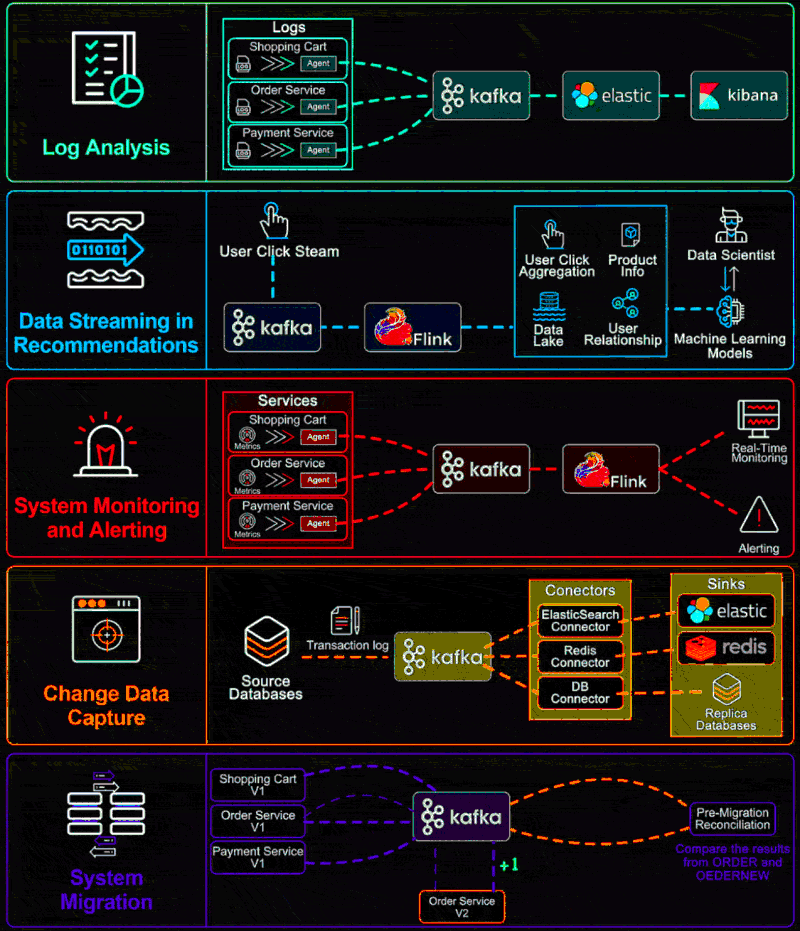 Log Analysis
Logs
Shopping Cart
LOG
Agent
Order Service
LOG
Agent
Payment Service
LOG
Agent
kafka
elastic
kibana
0110101
Data Streaming in
Recommendations
User Click Steam
kafka
Flink
User Click
Aggregation
Product
Info
Data
Lake
User
Relationship
Data Scientist
Machine Learning
Models
System Monitoring
and Alerting
Services
Shopping Cart
Metrics
Agent
Order Service
Metrics
Agent
Payment Service
Metrics
Agent
kafka
Flink
Real-Time
Monitoring
Alerting
Change Data
Capture
Source
Databases
Transaction log
kafka
Conectors
ElasticSearch
Connector
Redis
Connector
DB
Connector
Sinks
elastic
redis
Replica
Databases
System
Migration
Shopping Cart
V1
Order Service
V1
Payment Service
V1
kafka
+1
Order Service
V2
Pre-Migration
Reconciliation
Compare the results
from ORDER and
OEDERNEW